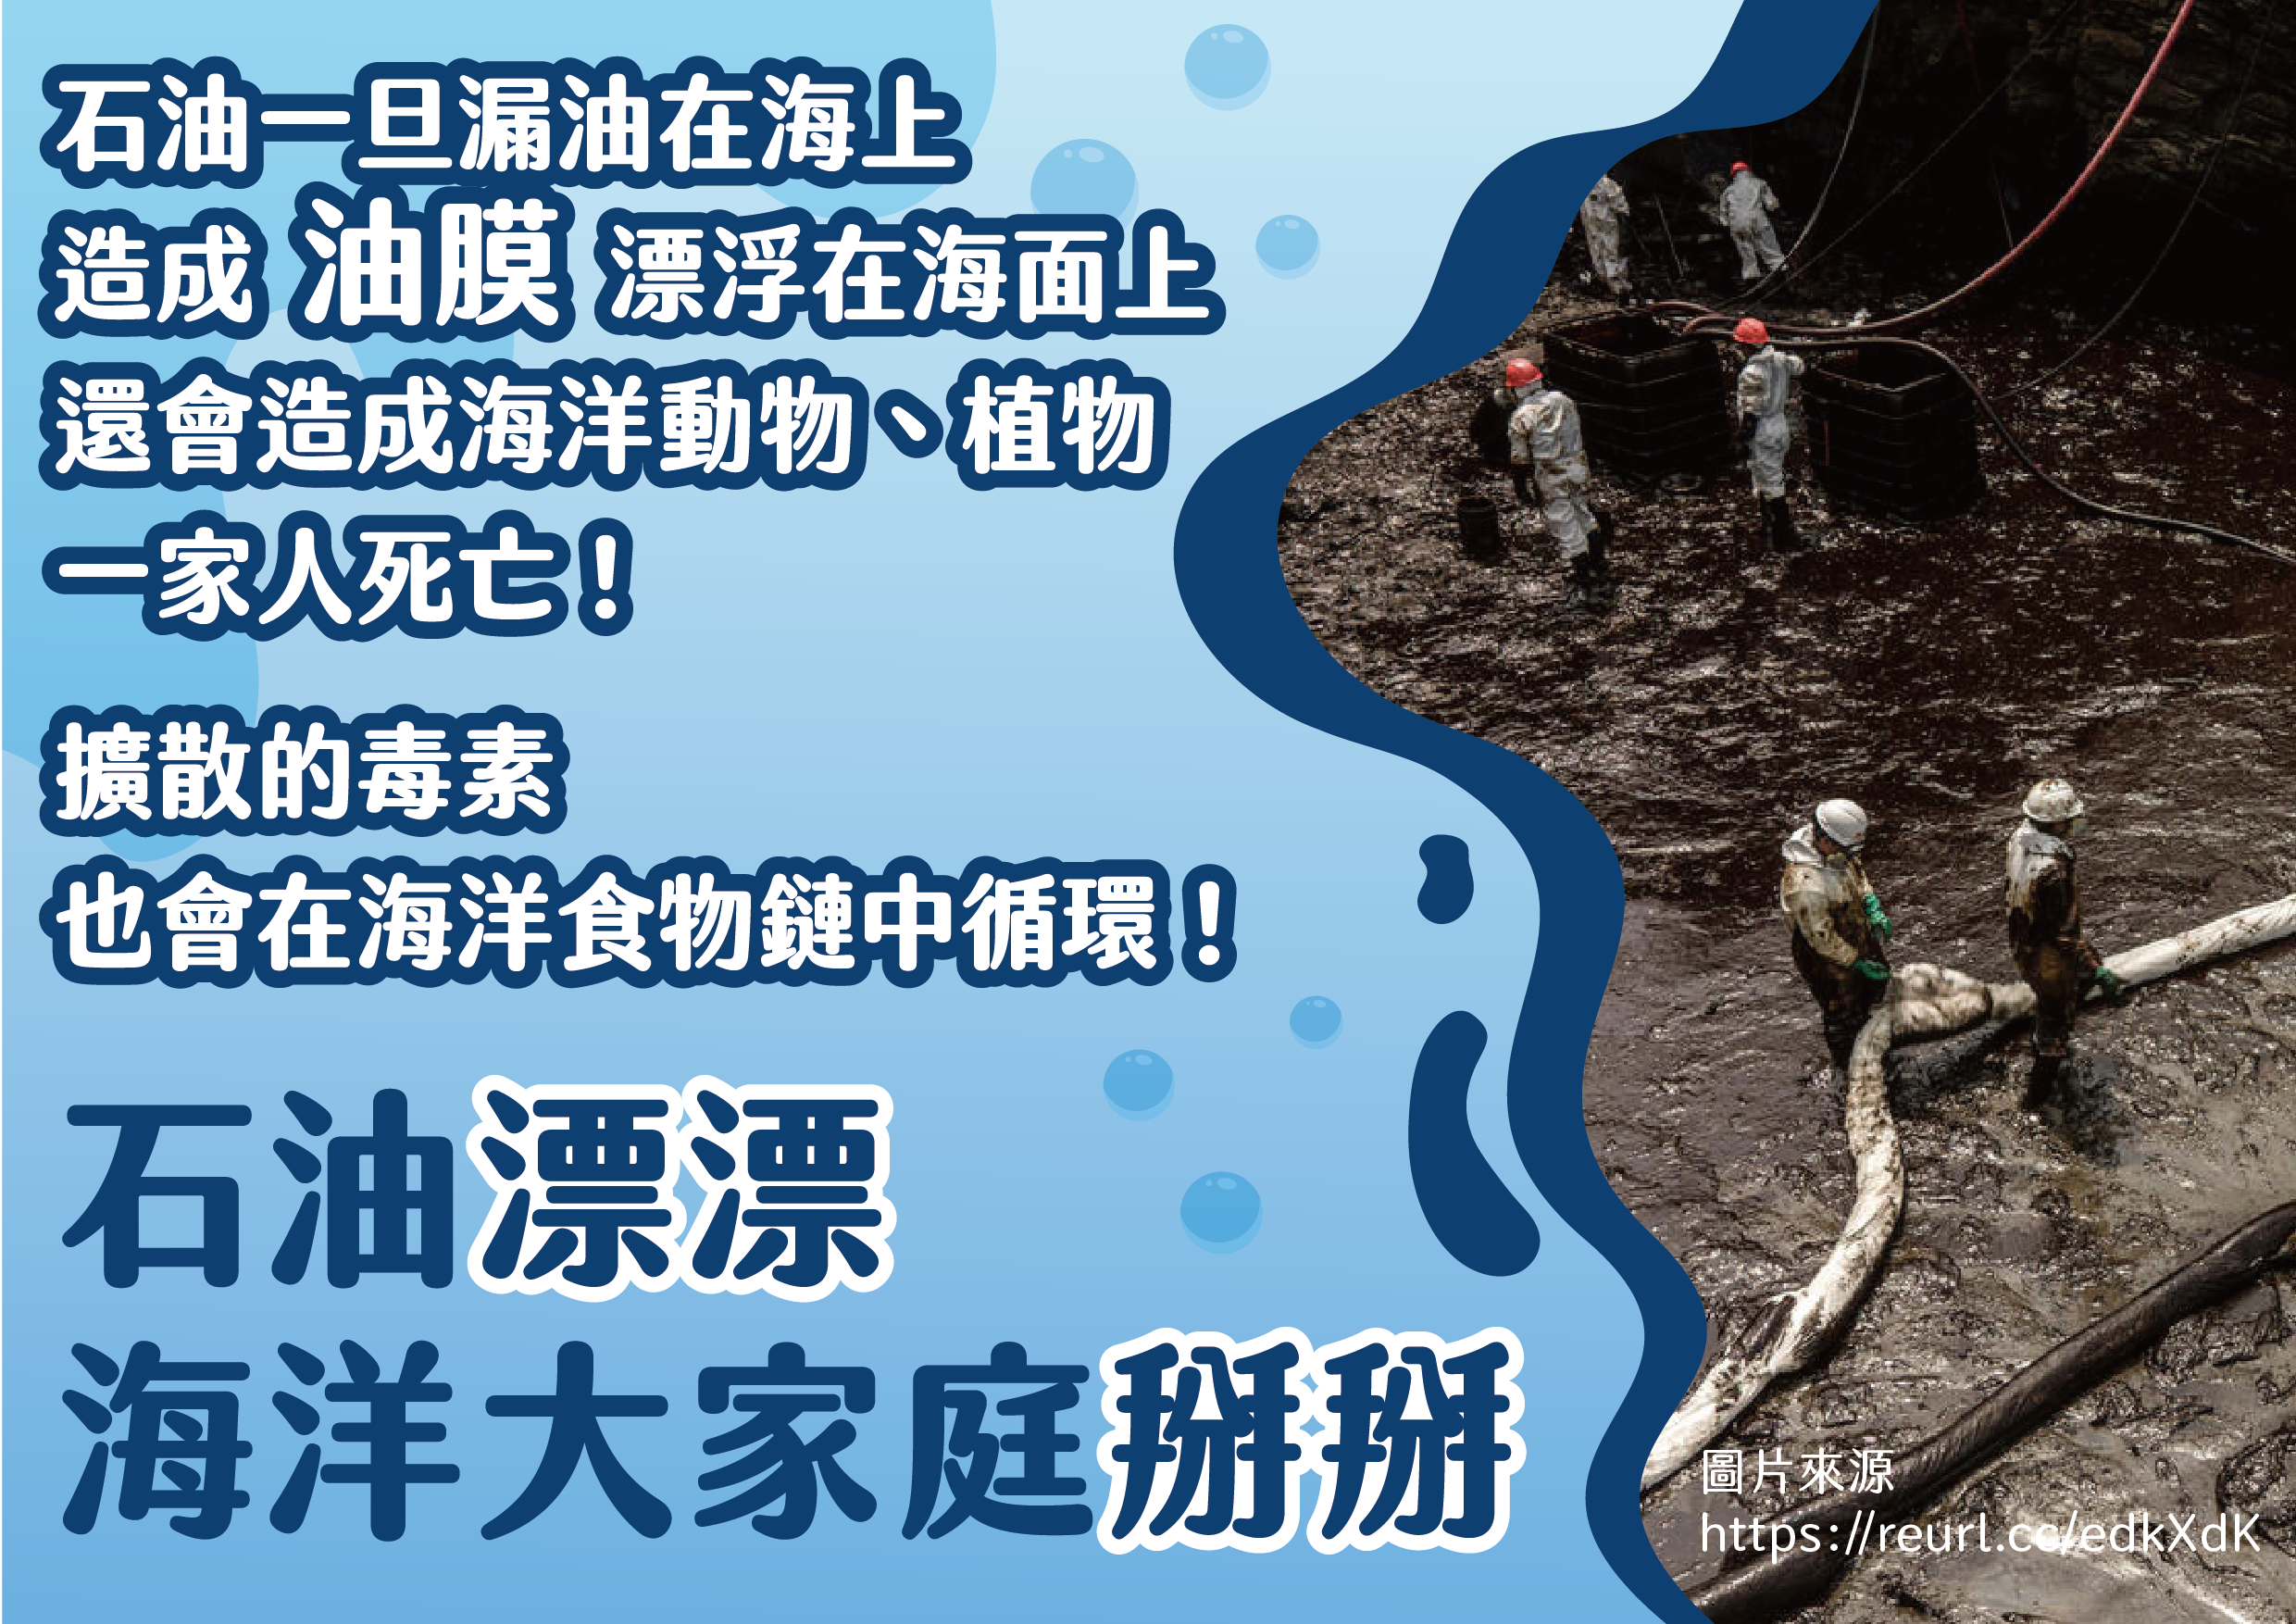 石油一旦漏油在海上
造成 油膜 漂浮在海面上
還會造成海洋動物、植物
一家人死亡！
擴散的毒素
也會在海洋食物鏈中循環！
石油漂漂
海洋大家庭掰掰
圖片來源
https://reurl.cc/edkXdK